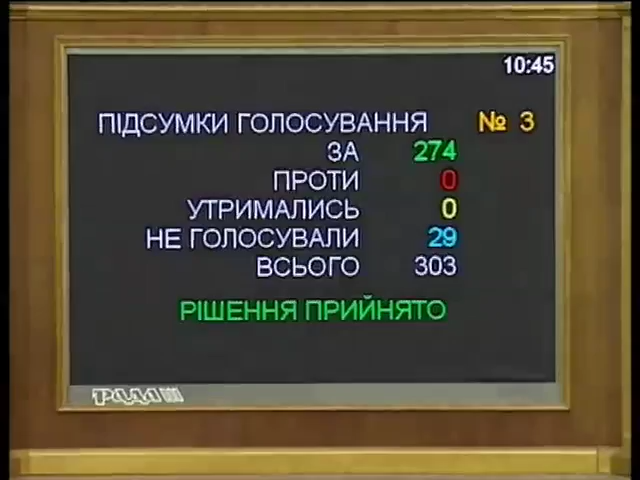 10:45
ПІДСУМКИ ГОЛОСУВАННЯ № 3
ЗА 274
ПРОТИ 0
УТРИМАЛИСЬ 0
НЕ ГОЛОСУВАЛИ 29
ВСЬОГО 303
РІШЕННЯ ПРИЙНЯТО
РАДА